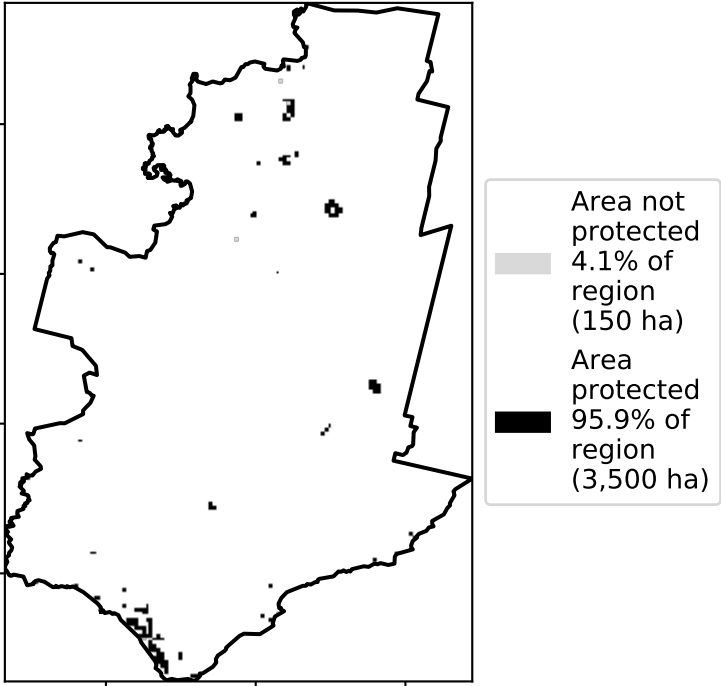 Area not
protected
4.1% of
region
(150 ha)
Area
protected
95.9% of
region
(3,500 ha)